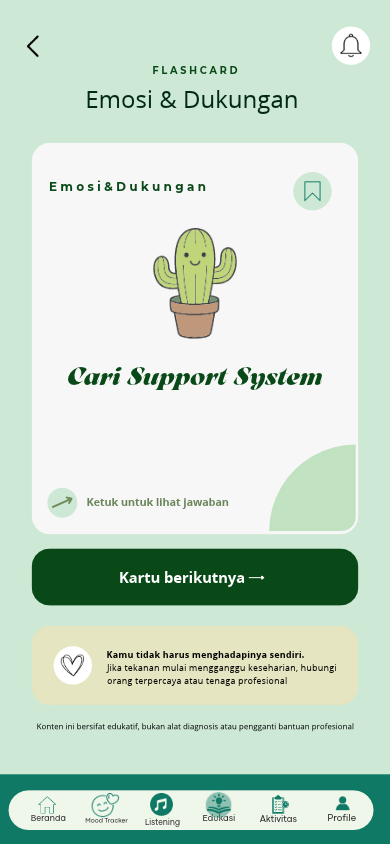 FLASHCARD
Emosi & Dukungan
Emosi&Dukungan
Cari Support System
Ketuk untuk lihat jawaban
Kartu berikutnya →
Kamu tidak harus menghadapinya sendiri.
Jika tekanan mulai mengganggu keseharian, hubungi
orang terpercaya atau tenaga profesional
Konten ini bersifat edukatif, bukan alat diagnosis atau pengganti bantuan profesional
Beranda
Mood Tracker
Listening
Edukasi
Aktivitas
Profile